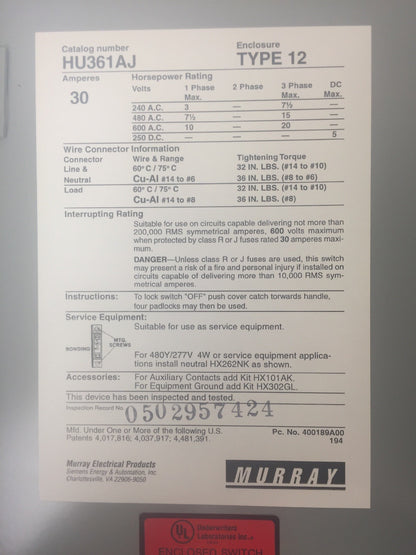 Catalog number Enclosure
HU361AJ TYPE 12
Amperes Horsepower Rating
30 Volts 1 Phase Max. 2 Phase 3 Phase Max. DC Max.
240 A.C. 3 — 7½ —
480 A.C. 7½ — 15 —
600 A.C. 10 — 20 —
250 D.C. — — — 5
Wire Connector Information
Connector Wire & Range Tightening Torque
Line & 60°C / 75°C 32 IN. LBS. (#14 to #10)
Neutral Cu-Al #14 to #6 36 IN. LBS. (#8 to #6)
Load 60°C / 75°C 32 IN. LBS. (#14 to #10)
Cu-Al #14 to #8 36 IN. LBS. (#8)
Interrupting Rating
Suitable for use on circuits capable delivering not more than
200,000 RMS symmetrical amperes, 600 volts maximum
when protected by class R or J fuses rated 30 amperes maxi-
mum.
DANGER—Unless class R or J fuses are used, this switch
may present a risk of fire and personal injury if installed on
circuits capable of delivering more than 10,000 RMS sym-
metrical amperes.
Instructions: To lock switch "OFF" push cover catch torwards handle,
four padlocks may then be used.
Service Equipment:
Suitable for use as service equipment.
MTG.
BONDING SCREWS
For 480Y/277V 4W or service equipment applica-
tions install neutral HX262NK as shown.
Accessories: For Auxiliary Contacts add Kit HX101AK.
For Equipment Ground add Kit HX302GL.
This device has been inspected and tested.
Inspection Record No. 0502957424
Mfd. Under One or More of the following U.S.
Patents 4,017,816; 4,037,917; 4,481,391.
Pc. No. 400189A00
194
Murray Electrical Products
Siemens Energy & Automation, Inc.
Charlottesville, VA 22906-9050
MURRAY
UL
Underwriters
Laboratories Inc.®
ENCLOSED SWITCH